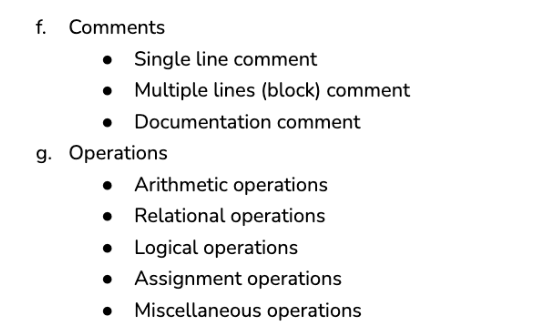 f. Comments
● Single line comment
● Multiple lines (block) comment
● Documentation comment
g. Operations
● Arithmetic operations
● Relational operations
● Logical operations
● Assignment operations
● Miscellaneous operations